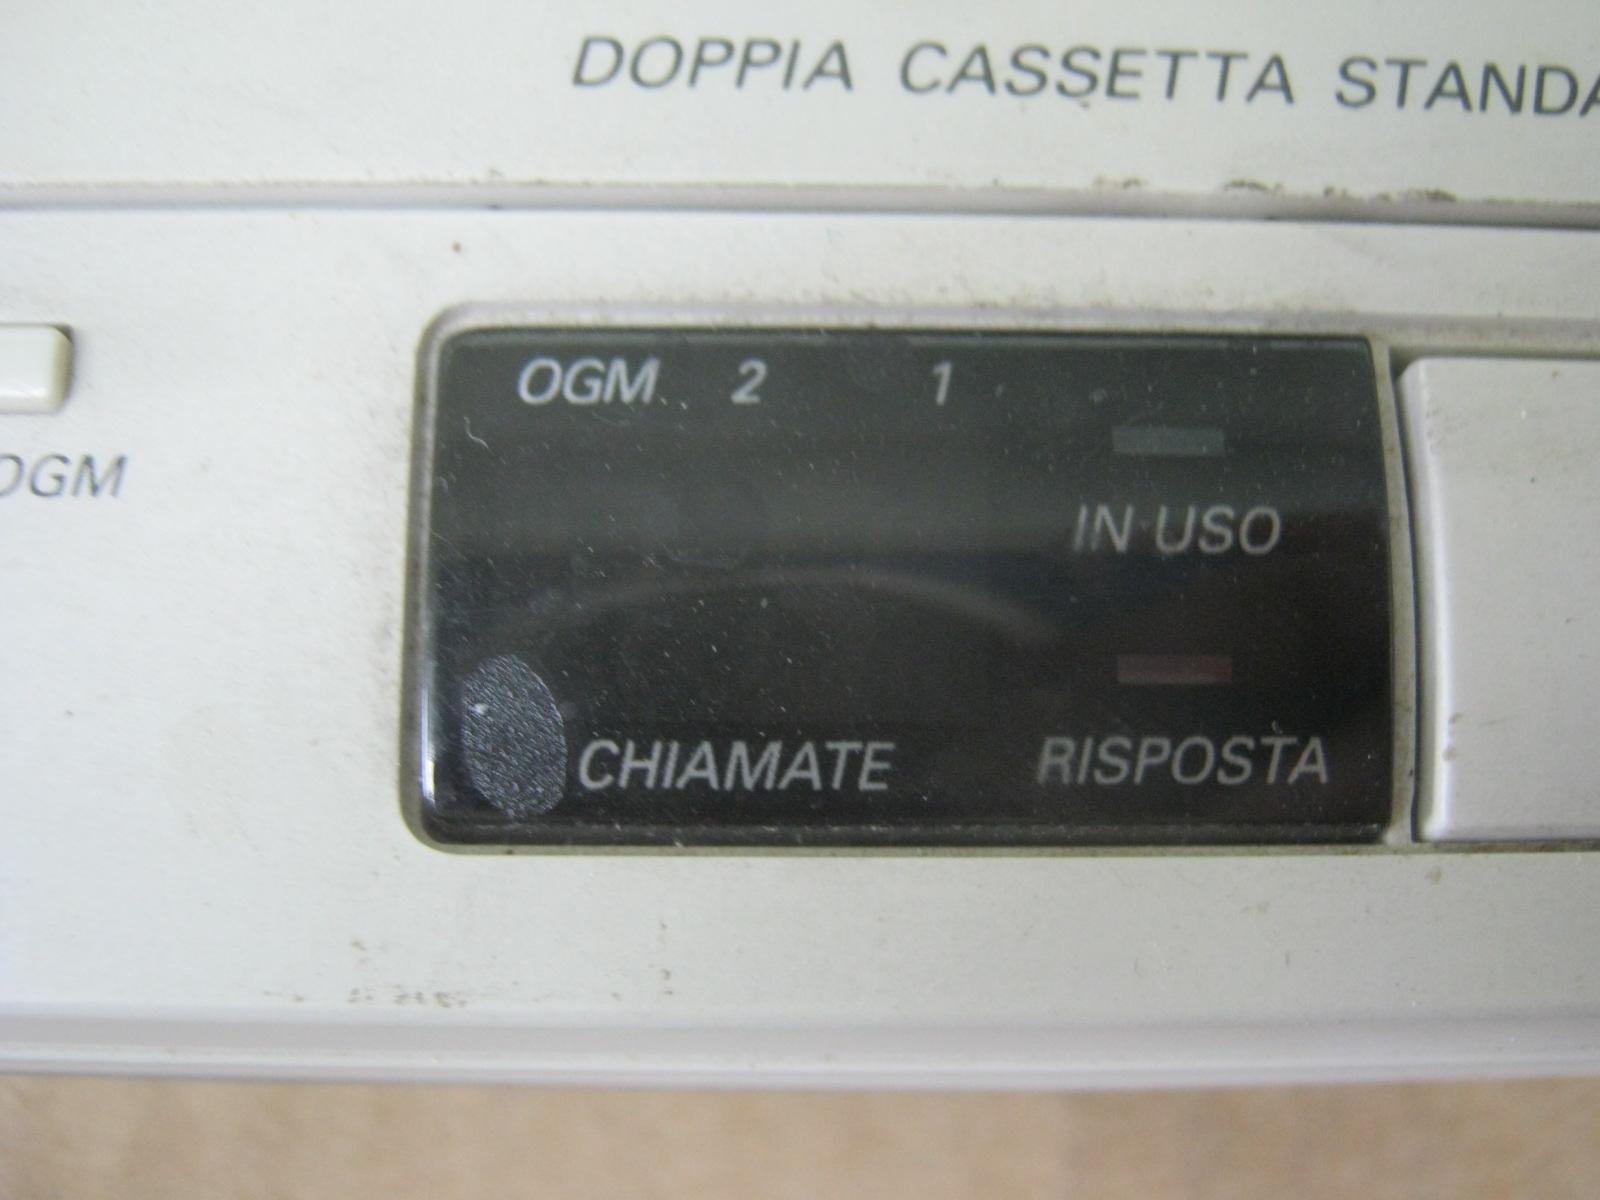 DOPPIA CASSETTA STANDA
OGM 2 1
OGM
IN USO
CHIAMATE RISPOSTA